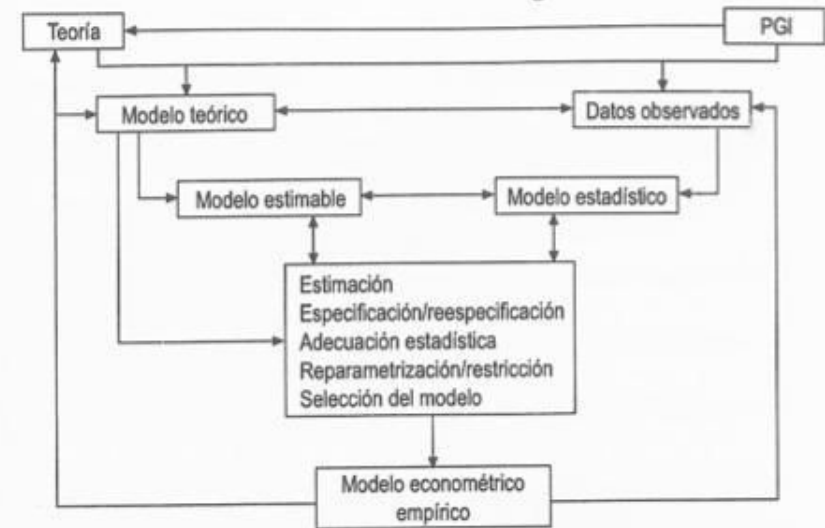 Teoría
PGI
Modelo teórico
Datos observados
Modelo estimable
Modelo estadístico
Estimación
Especificación/reespecificación
Adecuación estadística
Reparametrización/restricción
Selección del modelo
Modelo econométrico
empírico